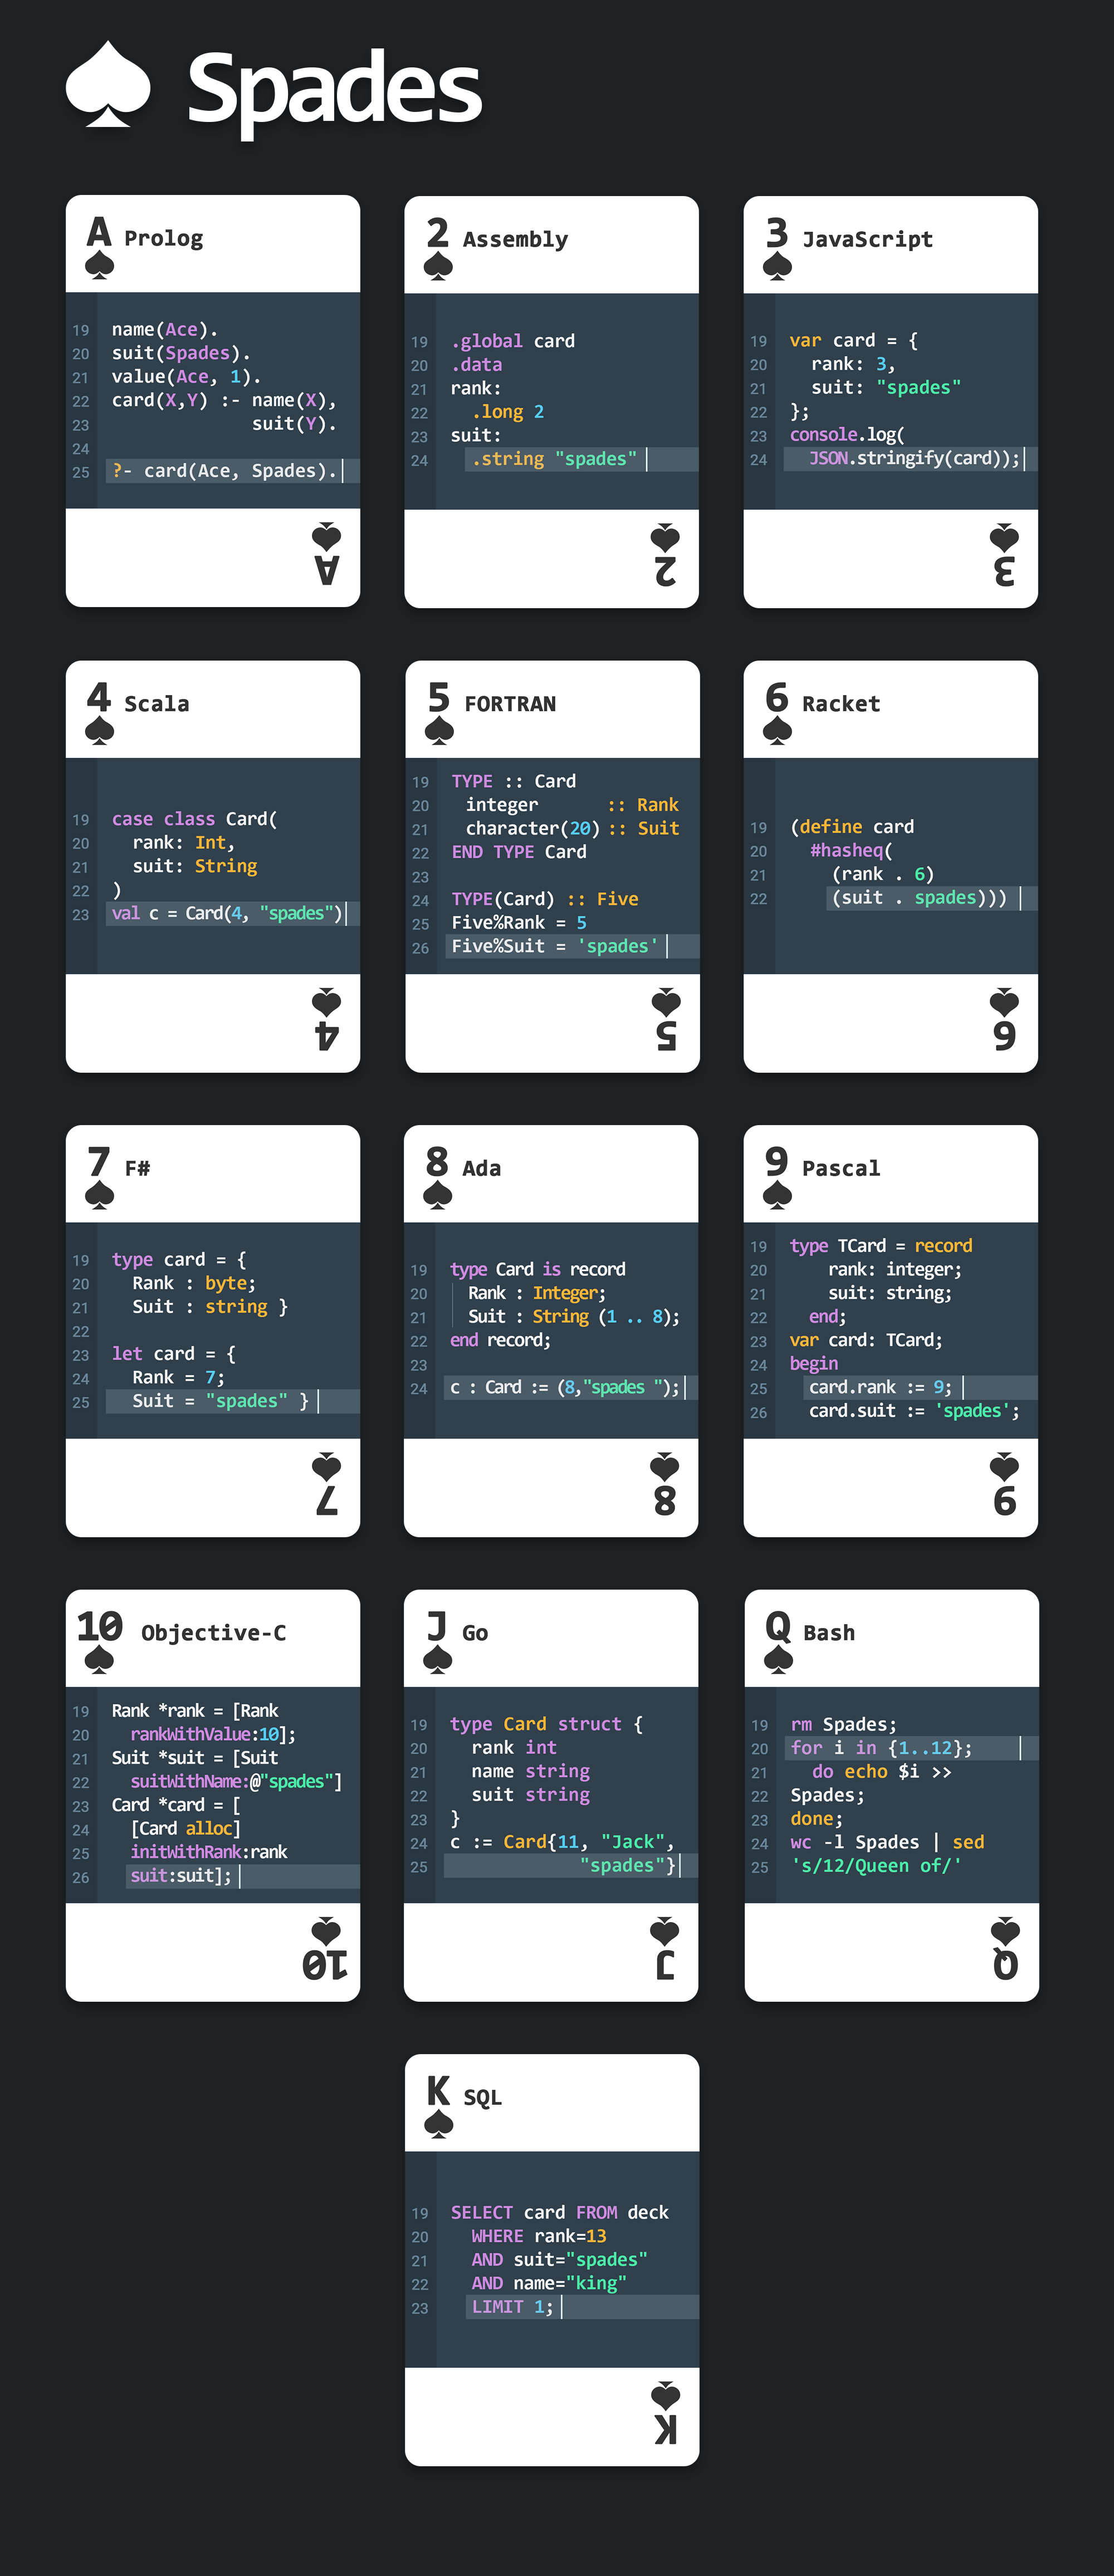 Spades
A Prolog
19 name(Ace).
20 suit(Spades).
21 value(Ace, 1).
22 card(X,Y) :- name(X),
23 suit(Y).
24
25 ?- card(Ace, Spades).
A
2 Assembly
19 .global card
20 .data
21 rank:
22 .long 2
23 suit:
24 .string "spades"
2
3 JavaScript
19 var card = {
20 rank: 3,
21 suit: "spades"
22 };
23 console.log(
24 JSON.stringify(card));
3
4 Scala
19 case class Card(
20 rank: Int,
21 suit: String
22 )
23 val c = Card(4, "spades")
4
5 FORTRAN
19 TYPE :: Card
20 integer :: Rank
21 character(20) :: Suit
22 END TYPE Card
23
24 TYPE(Card) :: Five
25 Five%Rank = 5
26 Five%Suit = 'spades'
5
6 Racket
19 (define card
20 #hasheq(
21 (rank . 6)
22 (suit . spades)))
6
7 F#
19 type card = {
20 Rank : byte;
21 Suit : string }
22
23 let card = {
24 Rank = 7;
25 Suit = "spades" }
7
8 Ada
19 type Card is record
20 Rank : Integer;
21 Suit : String (1 .. 8);
22 end record;
23
24 c : Card := (8,"spades ");
8
9 Pascal
19 type TCard = record
20 rank: integer;
21 suit: string;
22 end;
23 var card: TCard;
24 begin
25 card.rank := 9;
26 card.suit := 'spades';
9
10 Objective-C
19 Rank *rank = [Rank
20 rankWithValue:10];
21 Suit *suit = [Suit
22 suitWithName:@"spades"]
23 Card *card = [
24 [Card alloc]
25 initWithRank:rank
26 suit:suit];
10
J Go
19 type Card struct {
20 rank int
21 name string
22 suit string
23 }
24 c := Card{11, "Jack",
25 "spades"}
J
Q Bash
19 rm Spades;
20 for i in {1..12};
21 do echo $i >>
22 Spades;
23 done;
24 wc -l Spades | sed
25 's/12/Queen of/'
Q
K SQL
19 SELECT card FROM deck
20 WHERE rank=13
21 AND suit="spades"
22 AND name="king"
23 LIMIT 1;
K